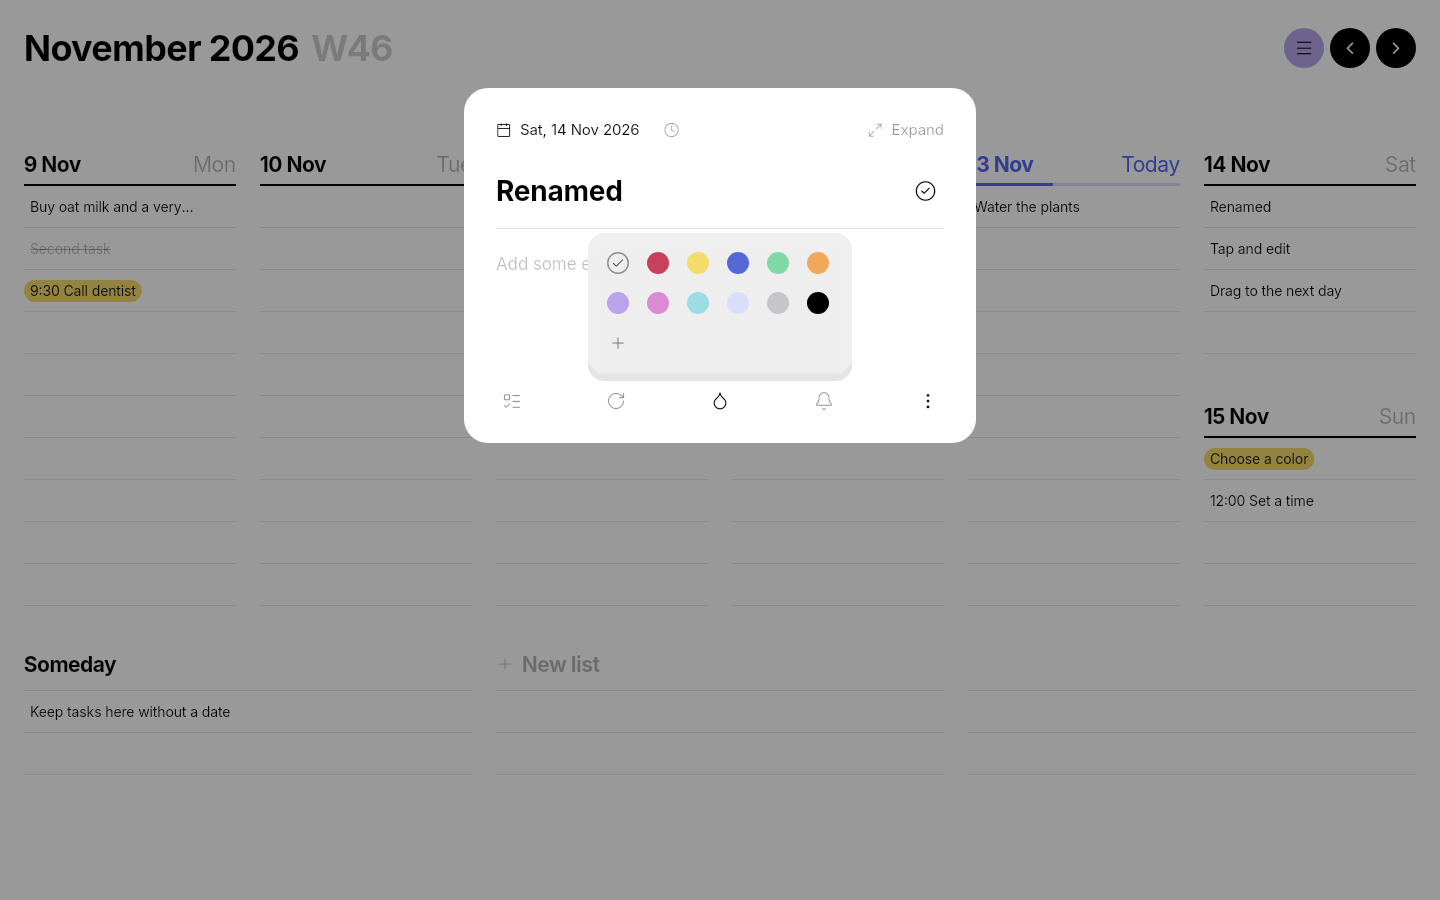 November 2026 W46
Sat, 14 Nov 2026
Expand
Renamed
Add some e
9 Nov Mon
Buy oat milk and a very...
Second task
9:30 Call dentist
10 Nov Tue
3 Nov Today
Water the plants
14 Nov Sat
Renamed
Tap and edit
Drag to the next day
15 Nov Sun
Choose a color
12:00 Set a time
Someday
Keep tasks here without a date
New list